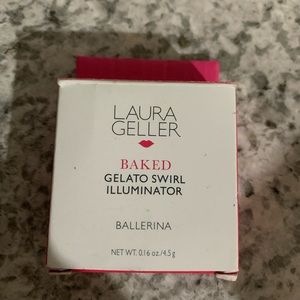 LAURA
GELLER
BAKED
GELATO SWIRL
ILLUMINATOR
BALLERINA
NET WT. 0.16 oz./4.5 g